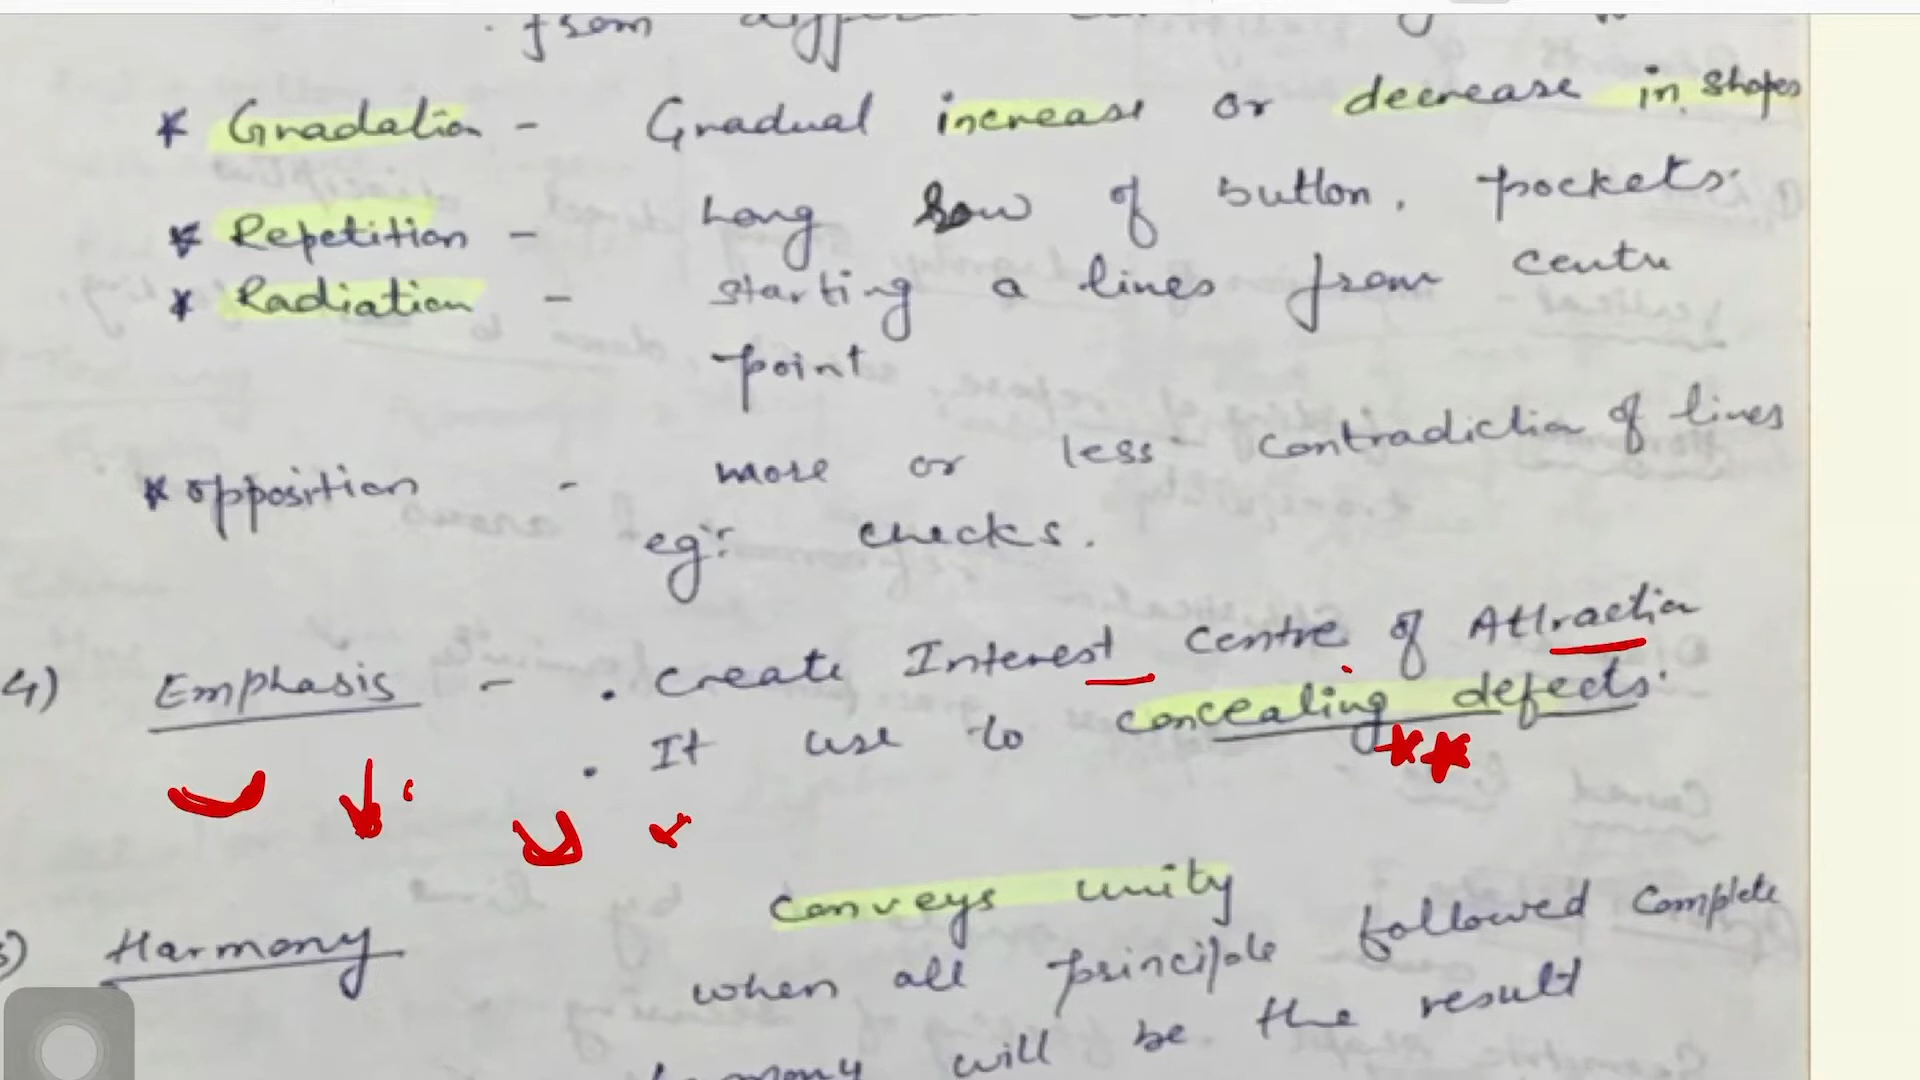 . from
* Gradation - Gradual increase or decrease in shapes
* Repetition - Long row of button, pockets.
* Radiation - starting a lines from centre
point
* opposition - more or less contradiction of lines
eg: checks.
4) Emphasis - . create Interest centre of Attraction
. It use to concealing defects.
conveys unity
Harmony
when all principle followed complete
will be the result